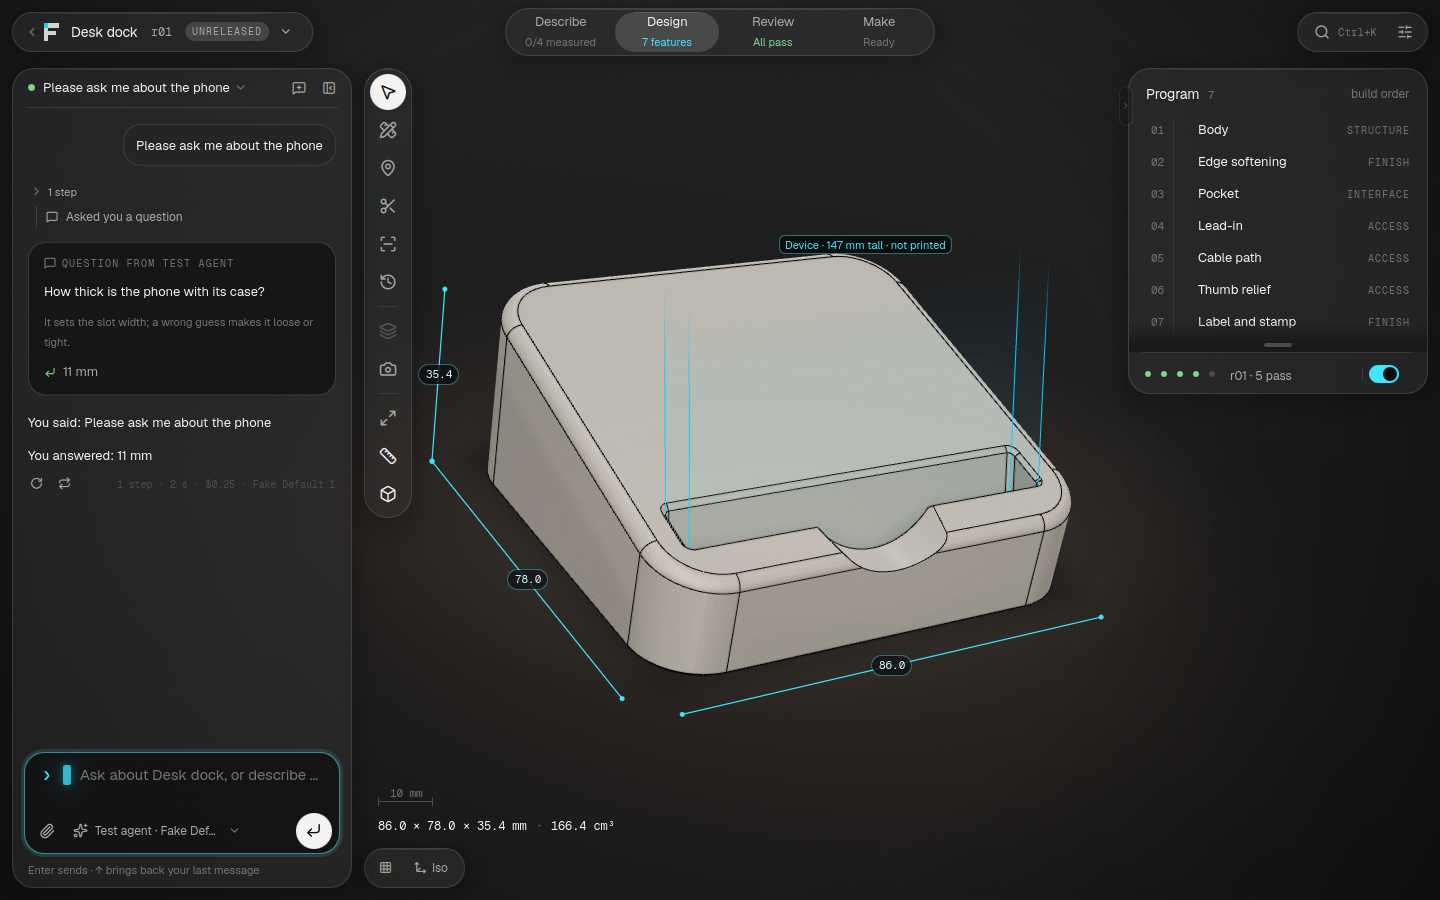 Desk dock r01 UNRELEASED
Describe
0/4 measured
Design
7 features
Review
All pass
Make
Ready
Ctrl+K
Please ask me about the phone
Please ask me about the phone
1 step
Asked you a question
QUESTION FROM TEST AGENT
How thick is the phone with its case?
It sets the slot width; a wrong guess makes it loose or
tight.
11 mm
You said: Please ask me about the phone
You answered: 11 mm
1 step · 2 s · $0.25 · Fake Default 1
Ask about Desk dock, or describe …
Test agent · Fake Def…
Enter sends · ↑ brings back your last message
Device · 147 mm tall · not printed
35.4
78.0
86.0
10 mm
86.0 × 78.0 × 35.4 mm · 166.4 cm³
Iso
Program 7 build order
01 Body STRUCTURE
02 Edge softening FINISH
03 Pocket INTERFACE
04 Lead-in ACCESS
05 Cable path ACCESS
06 Thumb relief ACCESS
07 Label and stamp FINISH
r01 · 5 pass